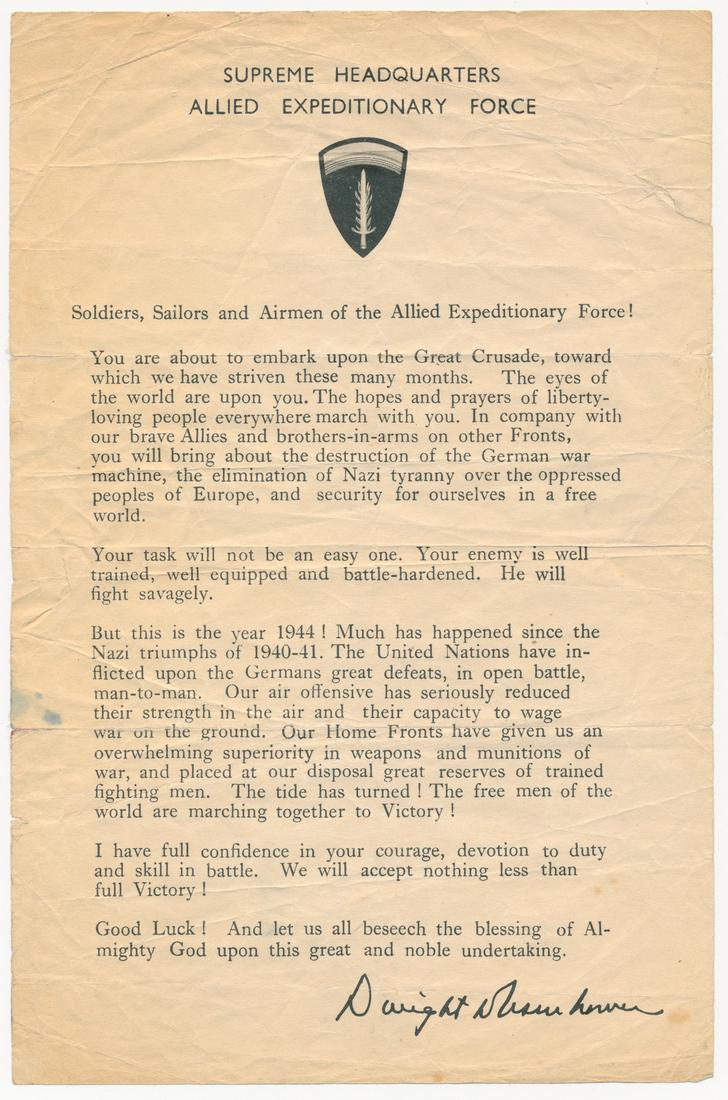 SUPREME HEADQUARTERS
ALLIED EXPEDITIONARY FORCE
Soldiers, Sailors and Airmen of the Allied Expeditionary Force!
You are about to embark upon the Great Crusade, toward
which we have striven these many months. The eyes of
the world are upon you. The hopes and prayers of liberty-
loving people everywhere march with you. In company with
our brave Allies and brothers-in-arms on other Fronts,
you will bring about the destruction of the German war
machine, the elimination of Nazi tyranny over the oppressed
peoples of Europe, and security for ourselves in a free
world.
Your task will not be an easy one. Your enemy is well
trained, well equipped and battle-hardened. He will
fight savagely.
But this is the year 1944 ! Much has happened since the
Nazi triumphs of 1940-41. The United Nations have in-
flicted upon the Germans great defeats, in open battle,
man-to-man. Our air offensive has seriously reduced
their strength in the air and their capacity to wage
war on the ground. Our Home Fronts have given us an
overwhelming superiority in weapons and munitions of
war, and placed at our disposal great reserves of trained
fighting men. The tide has turned ! The free men of the
world are marching together to Victory !
I have full confidence in your courage, devotion to duty
and skill in battle. We will accept nothing less than
full Victory !
Good Luck ! And let us all beseech the blessing of Al-
mighty God upon this great and noble undertaking.
Dwight D Eisenhower